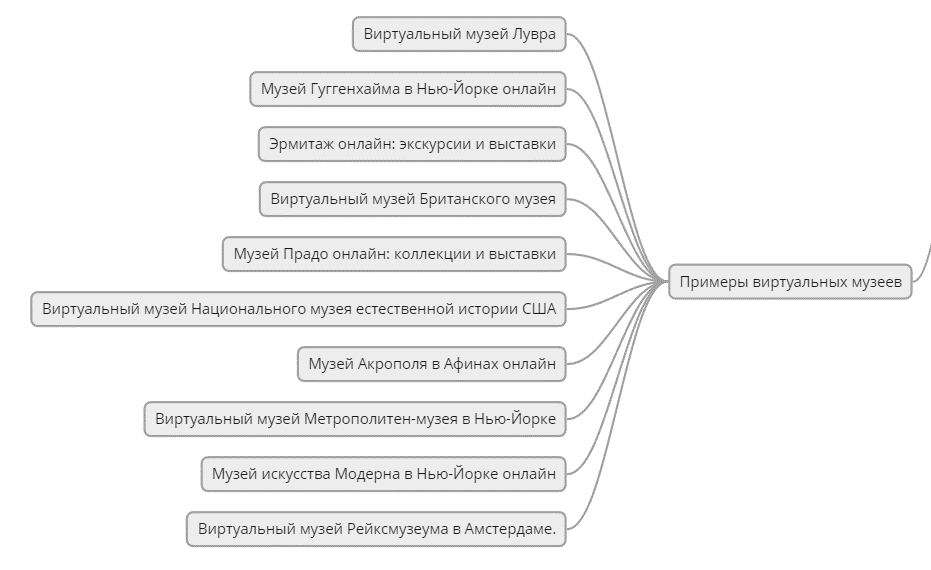 Виртуальный музей Лувра
Музей Гуггенхайма в Нью-Йорке онлайн
Эрмитаж онлайн: экскурсии и выставки
Виртуальный музей Британского музея
Музей Прадо онлайн: коллекции и выставки
Примеры виртуальных музеев
Виртуальный музей Национального музея естественной истории США
Музей Акрополя в Афинах онлайн
Виртуальный музей Метрополитен-музея в Нью-Йорке
Музей искусства Модерна в Нью-Йорке онлайн
Виртуальный музей Рейксмузеума в Амстердаме.